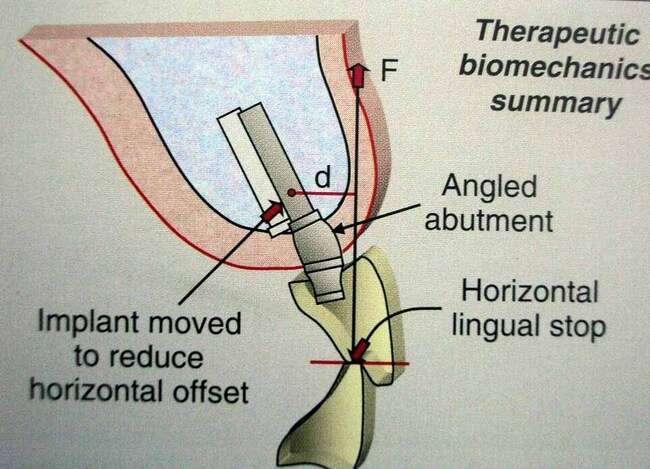 Therapeutic
biomechanics
summary
F
d
Angled
abutment
Horizontal
lingual stop
Implant moved
to reduce
horizontal offset